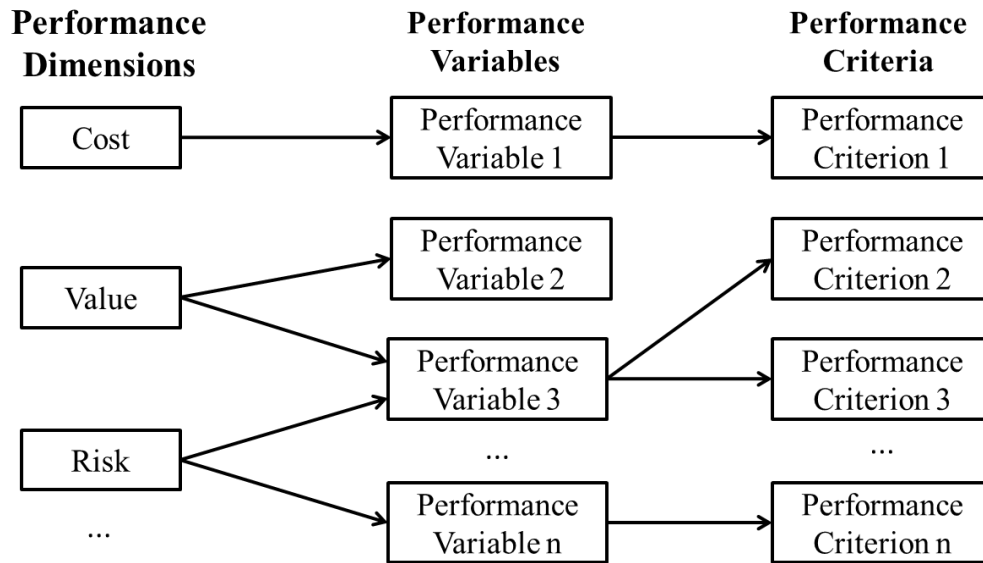 Performance
Dimensions
Performance
Variables
Performance
Criteria
Cost
Performance
Variable 1
Performance
Criterion 1
Value
Performance
Variable 2
Performance
Criterion 2
Performance
Variable 3
Performance
Criterion 3
Risk
...
...
...
Performance
Variable n
Performance
Criterion n